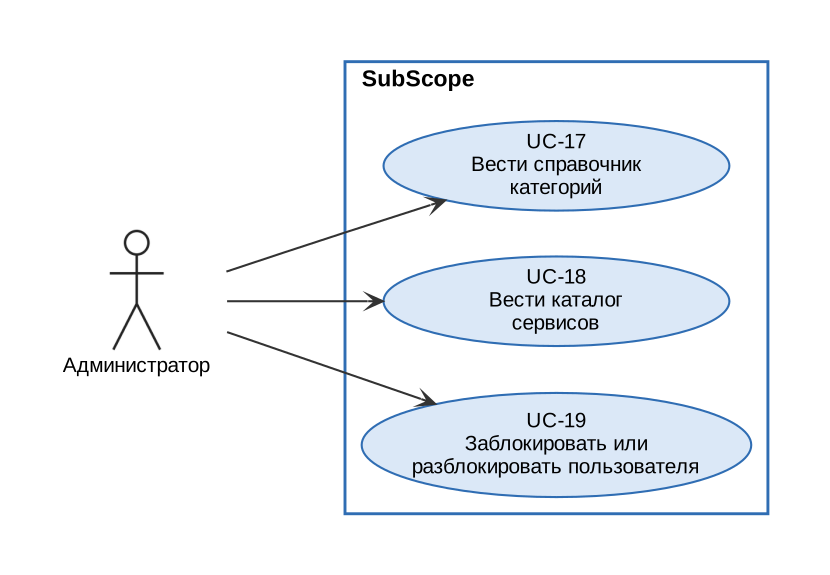 SubScope
UC-17
Вести справочник
категорий
UC-18
Вести каталог
сервисов
Администратор
UC-19
Заблокировать или
разблокировать пользователя